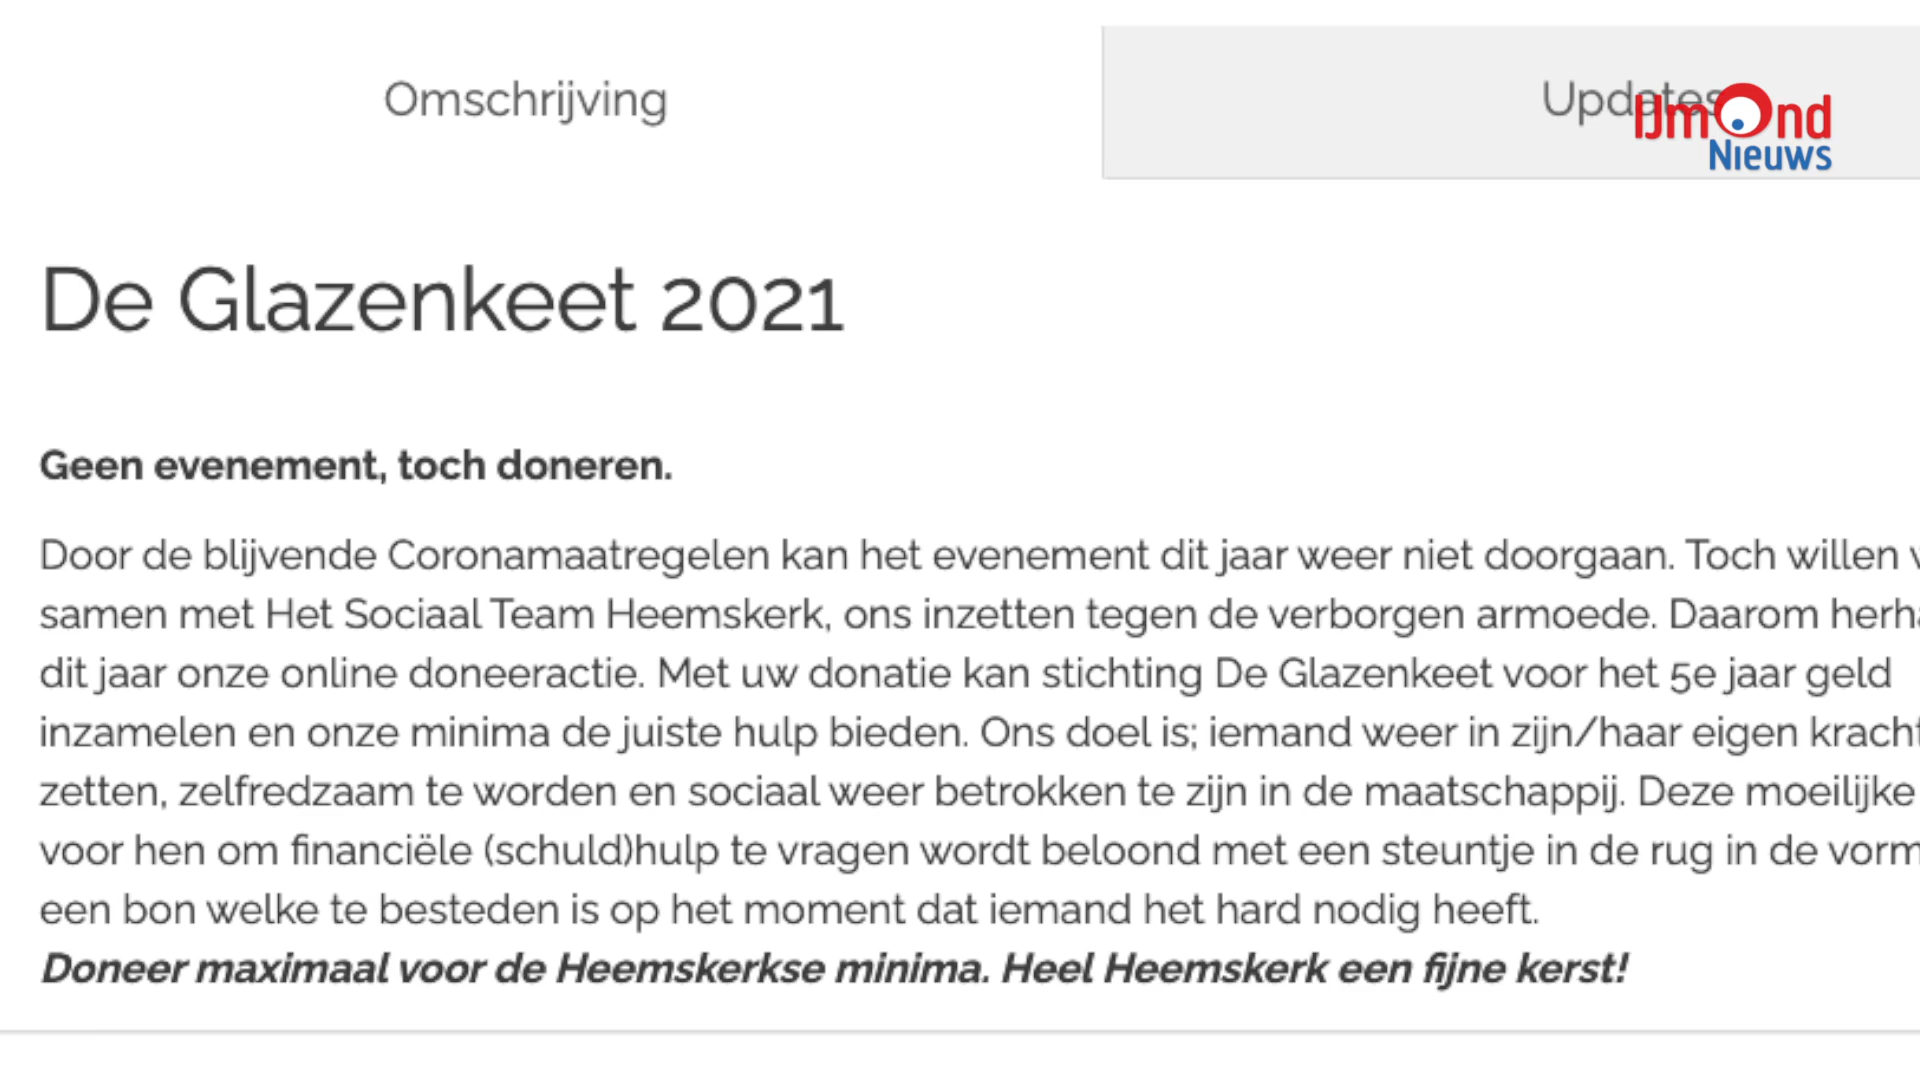 Omschrijving
Updates
IJmond
Nieuws
De Glazenkeet 2021
Geen evenement, toch doneren.
Door de blijvende Coronamaatregelen kan het evenement dit jaar weer niet doorgaan. Toch willen
samen met Het Sociaal Team Heemskerk, ons inzetten tegen de verborgen armoede. Daarom
dit jaar onze online doneeractie. Met uw donatie kan stichting De Glazenkeet voor het 5e jaar geld
inzamelen en onze minima de juiste hulp bieden. Ons doel is; iemand weer in zijn/haar eigen kracht
zetten, zelfredzaam te worden en sociaal weer betrokken te zijn in de maatschappij. Deze moeilijke
voor hen om financiële (schuld)hulp te vragen wordt beloond met een steuntje in de rug in de vorm
een bon welke te besteden is op het moment dat iemand het hard nodig heeft.
Doneer maximaal voor de Heemskerkse minima. Heel Heemskerk een fijne kerst!